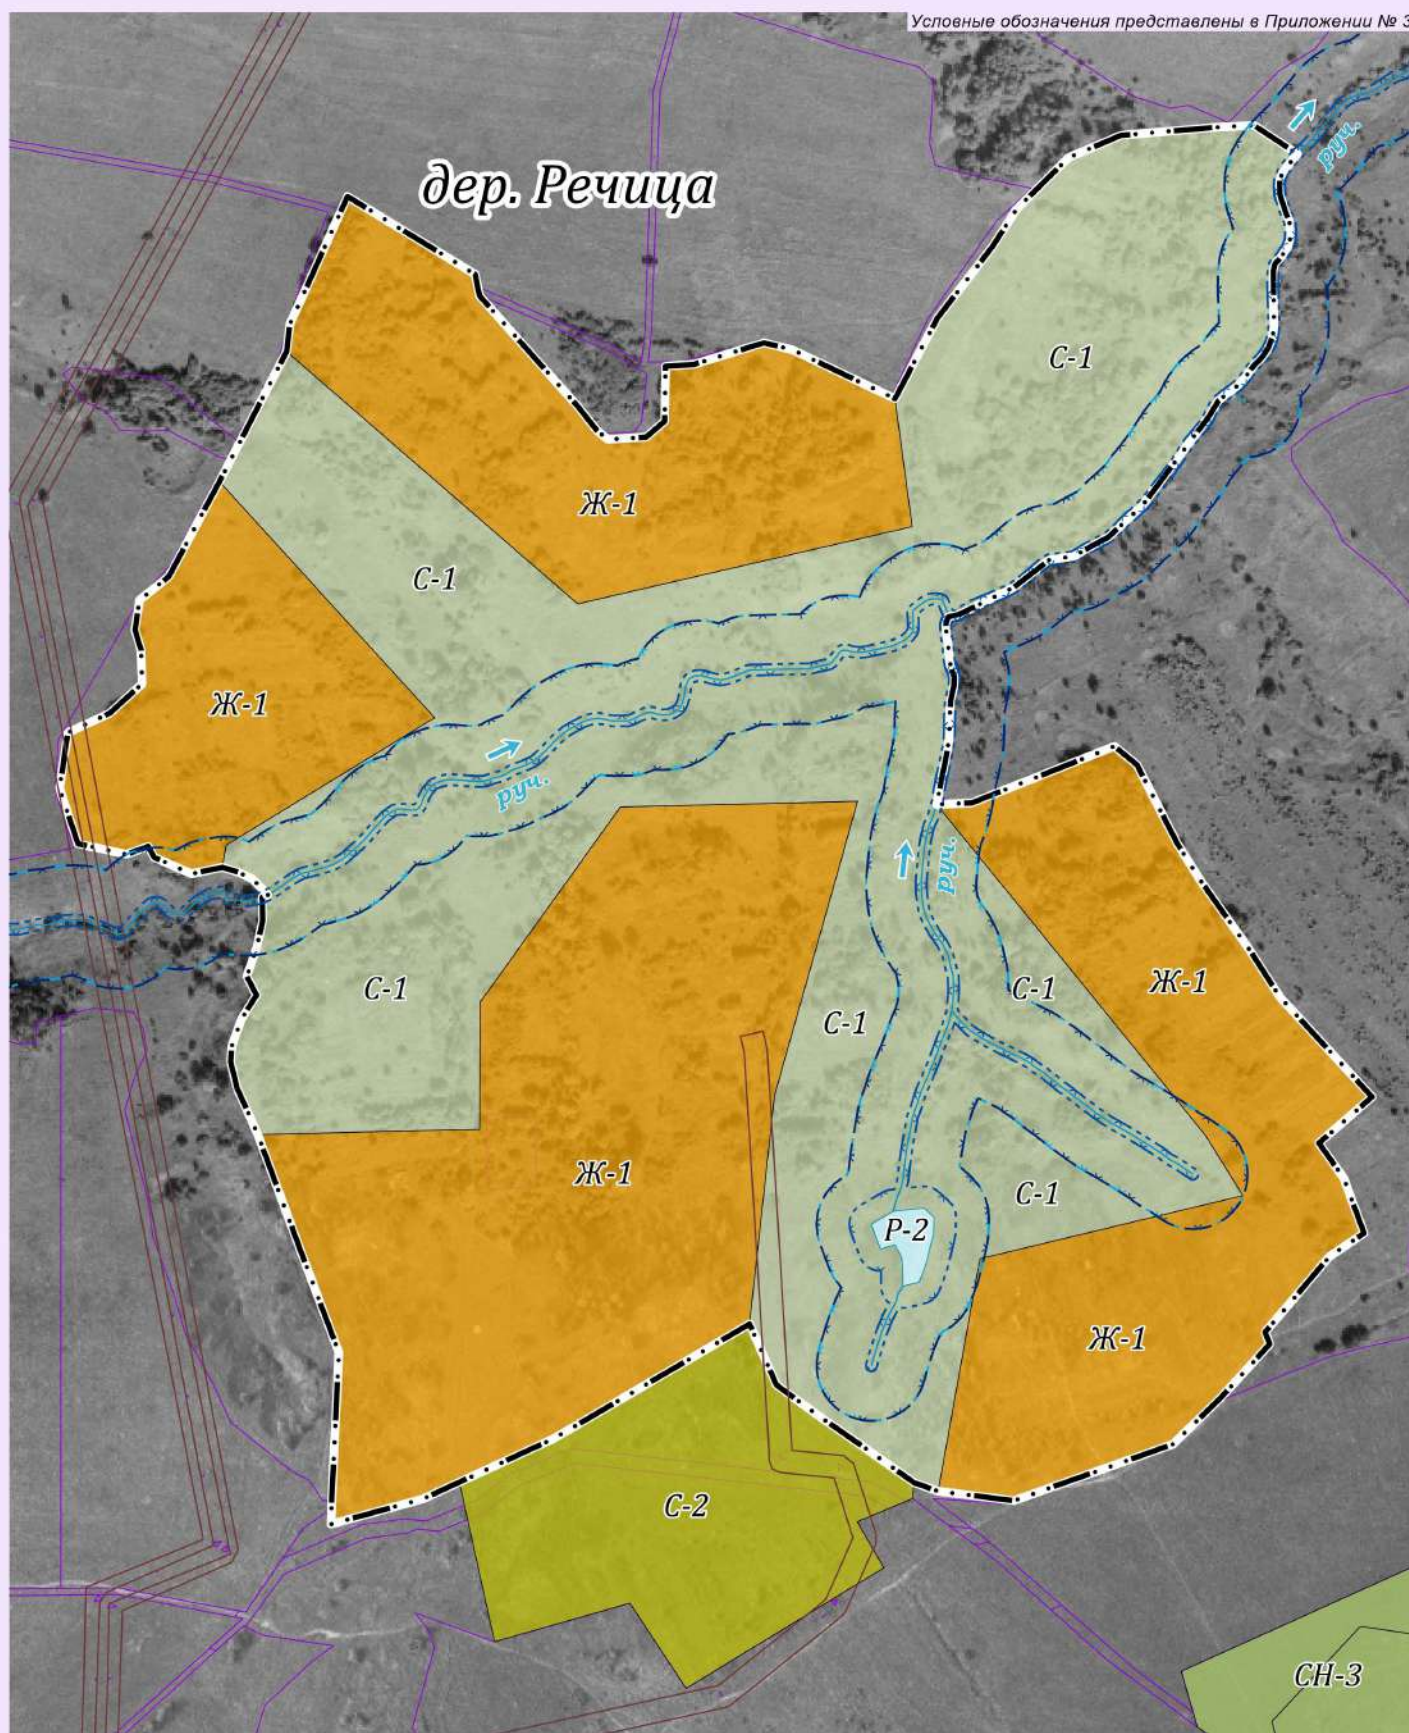 Условные обозначения представлены в Приложении № 3
руч.
дер. Речица
С-1
Ж-1
С-1
Ж-1
руч.
руч.
С-1
С-1
С-1
Ж-1
Ж-1
С-1
Р-2
Ж-1
С-2
СН-3